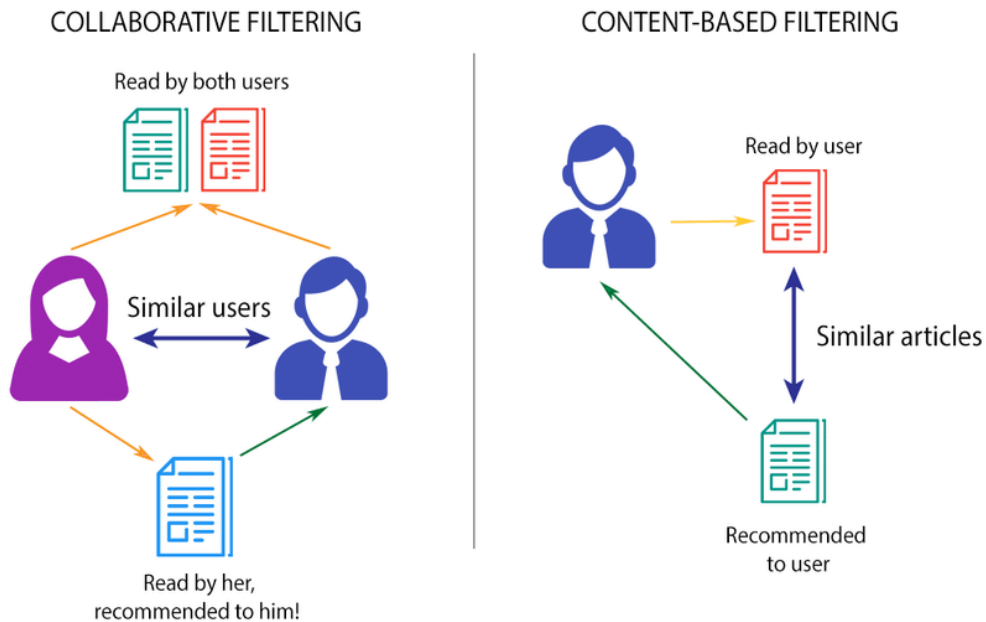 COLLABORATIVE FILTERING
Read by both users
Similar users
Read by her,
recommended to him!
CONTENT-BASED FILTERING
Read by user
Similar articles
Recommended
to user